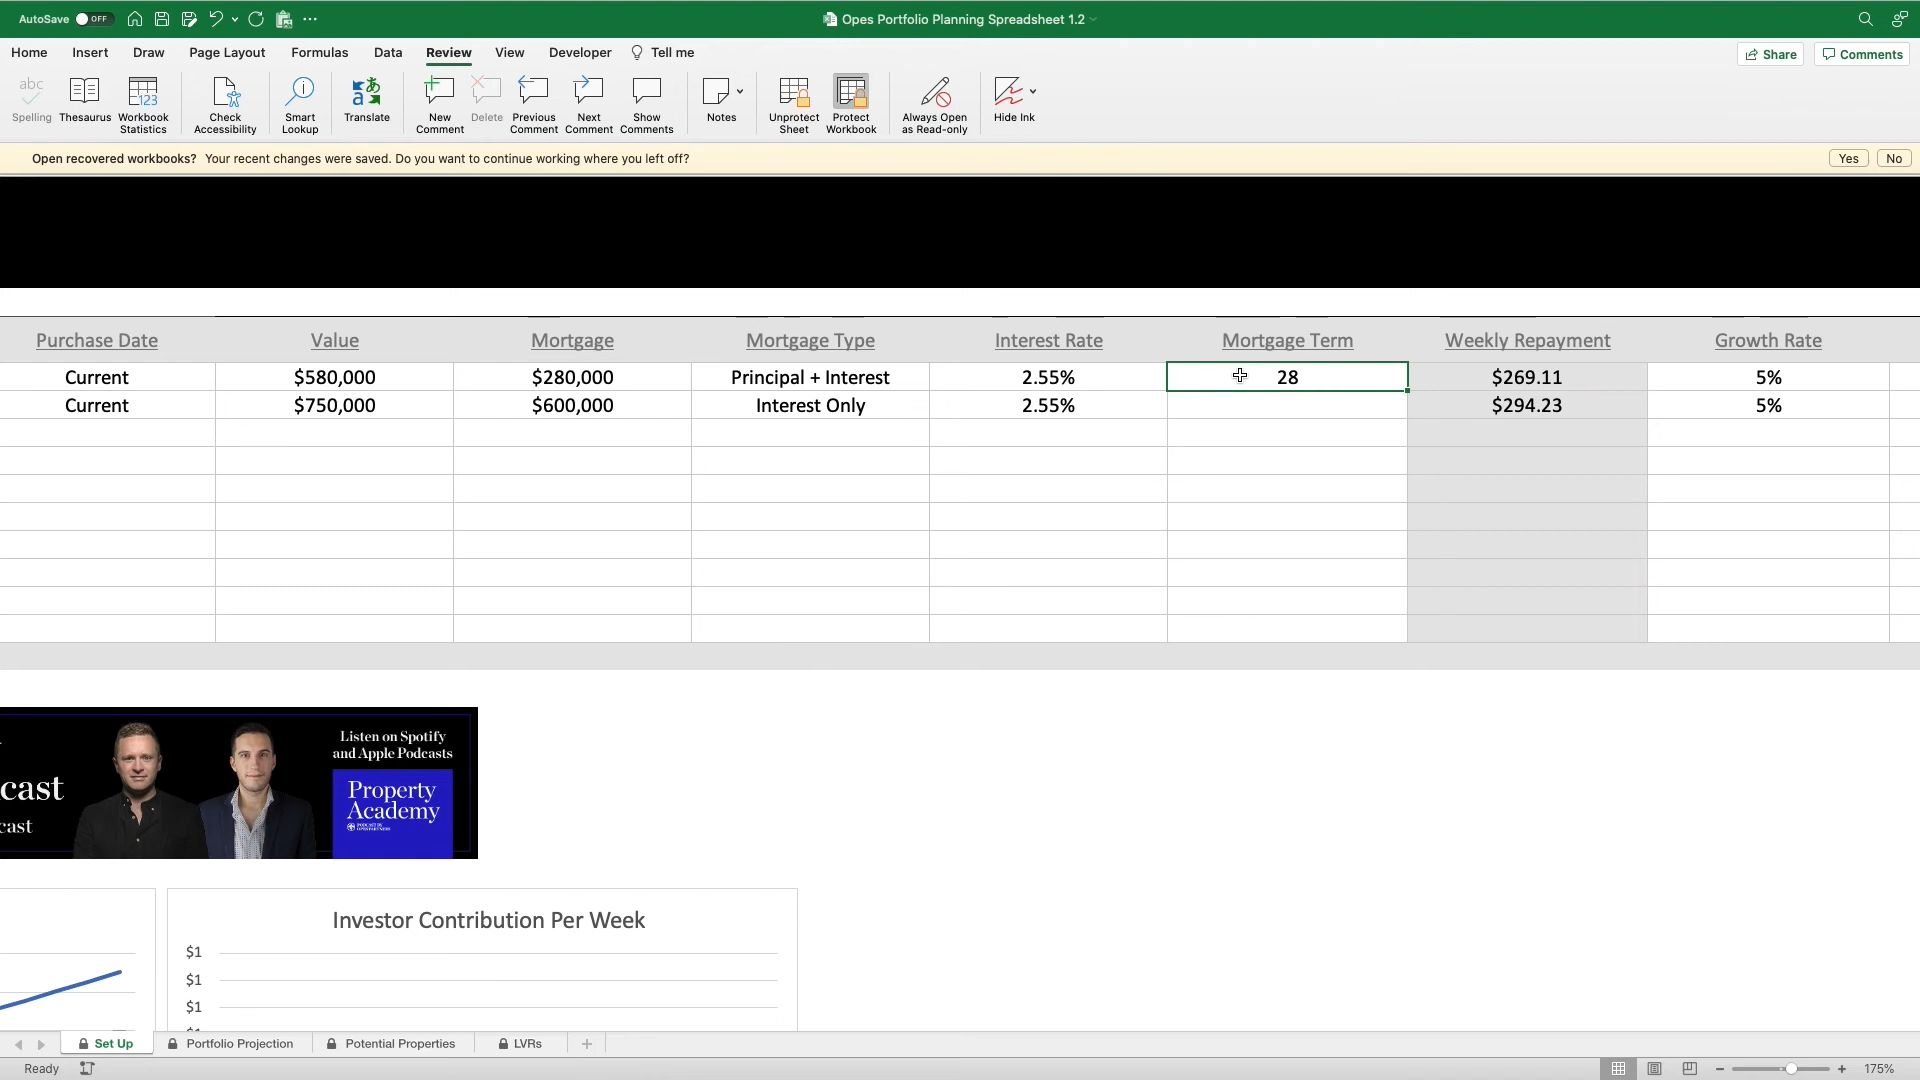 AutoSave OFF
Opes Portfolio Planning Spreadsheet 1.2
Home Insert Draw Page Layout Formulas Data Review View Developer Tell me
Share Comments
abc
123
Spelling Thesaurus Workbook Statistics Check Accessibility Smart Lookup Translate New Comment Delete Previous Comment Next Comment Show Comments Notes Unprotect Sheet Protect Workbook Always Open as Read-only Hide Ink
Open recovered workbooks? Your recent changes were saved. Do you want to continue working where you left off? Yes No
Purchase Date Value Mortgage Mortgage Type Interest Rate Mortgage Term Weekly Repayment Growth Rate
Current $580,000 $280,000 Principal + Interest 2.55% 28 $269.11 5%
Current $750,000 $600,000 Interest Only 2.55% $294.23 5%
Listen on Spotify
and Apple Podcasts
cast
cast
Property
Academy
Investor Contribution Per Week
$1
$1
$1
Set Up Portfolio Projection Potential Properties LVRs
Ready 175%